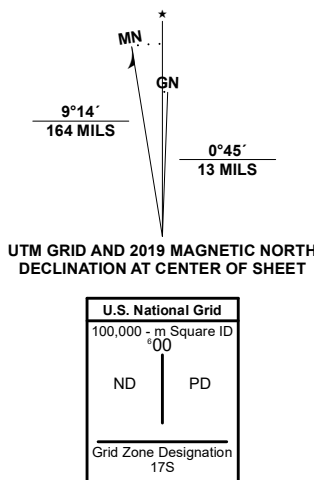 ★
MN
GN
9°14´
164 MILS
0°45´
13 MILS
UTM GRID AND 2019 MAGNETIC NORTH
DECLINATION AT CENTER OF SHEET
U.S. National Grid
100,000 - m Square ID
⁶00
ND PD
Grid Zone Designation
17S